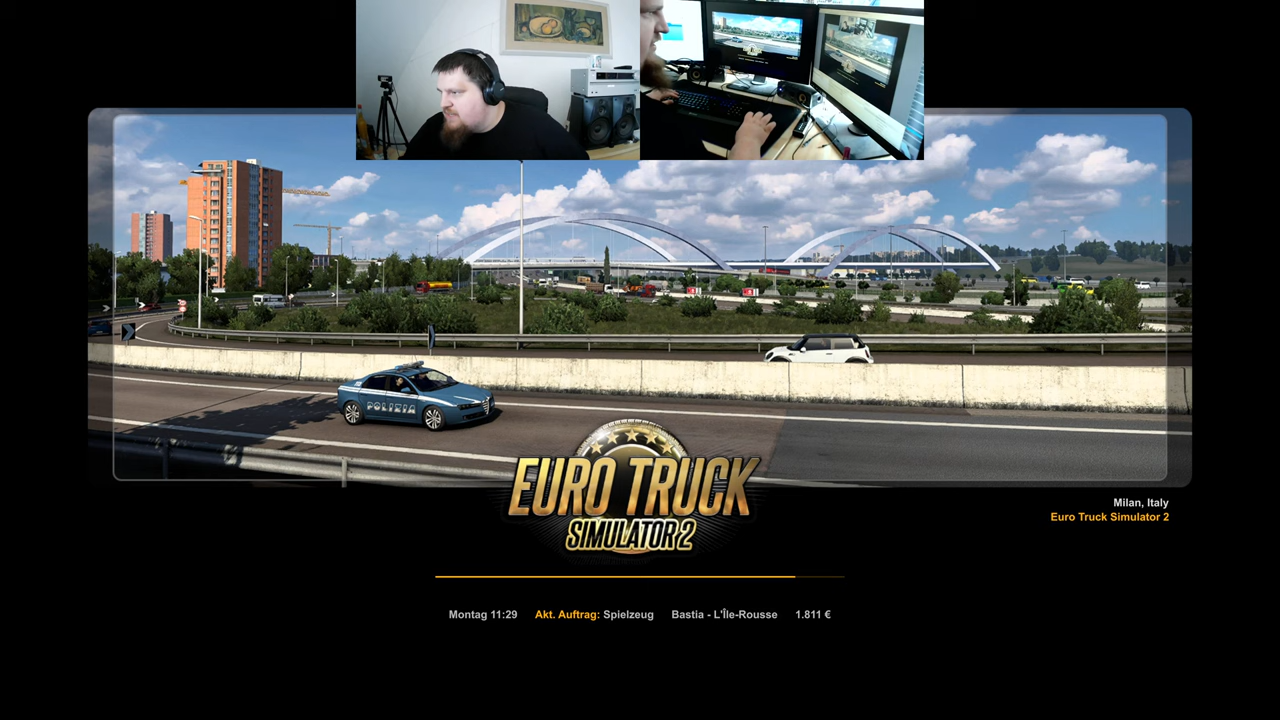 POLIZIA
EURO TRUCK
SIMULATOR 2
Milan, Italy
Euro Truck Simulator 2
Montag 11:29 Akt. Auftrag: Spielzeug Bastia - L'Île-Rousse 1.811 €